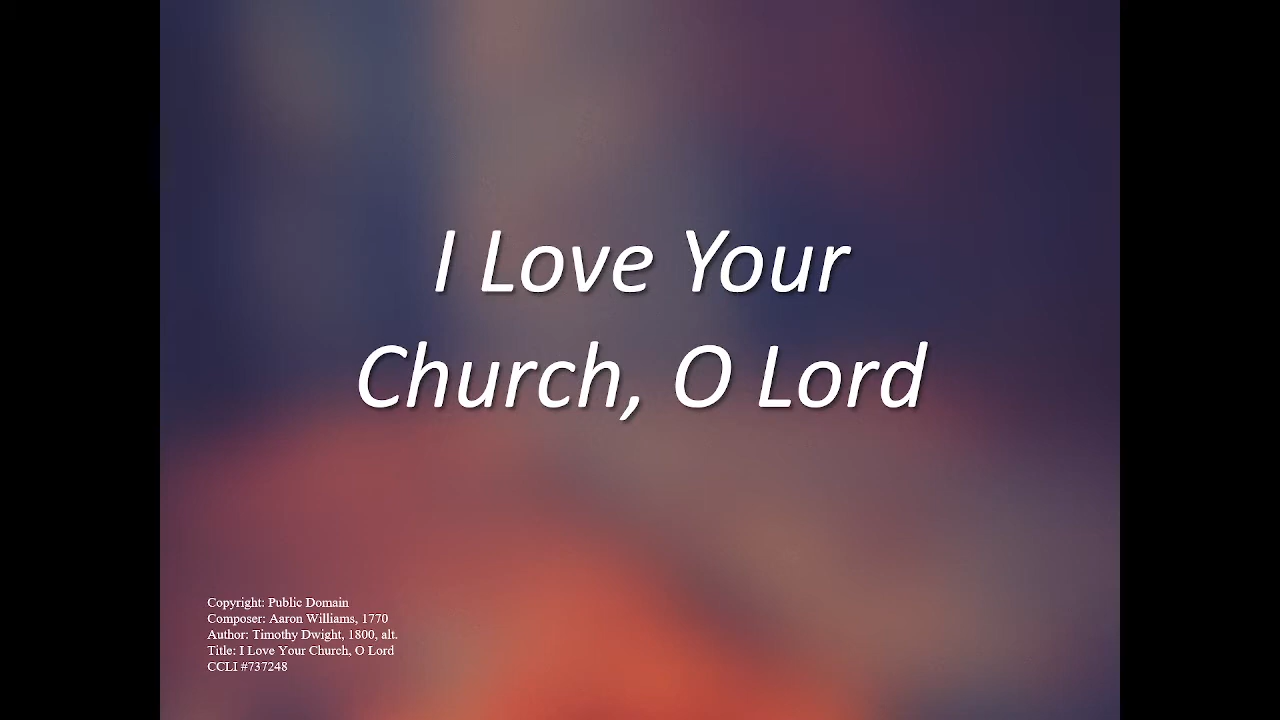 I Love Your
Church, O Lord
Copyright: Public Domain
Composer: Aaron Williams, 1770
Author: Timothy Dwight, 1800, alt.
Title: I Love Your Church, O Lord
CCLI #737248